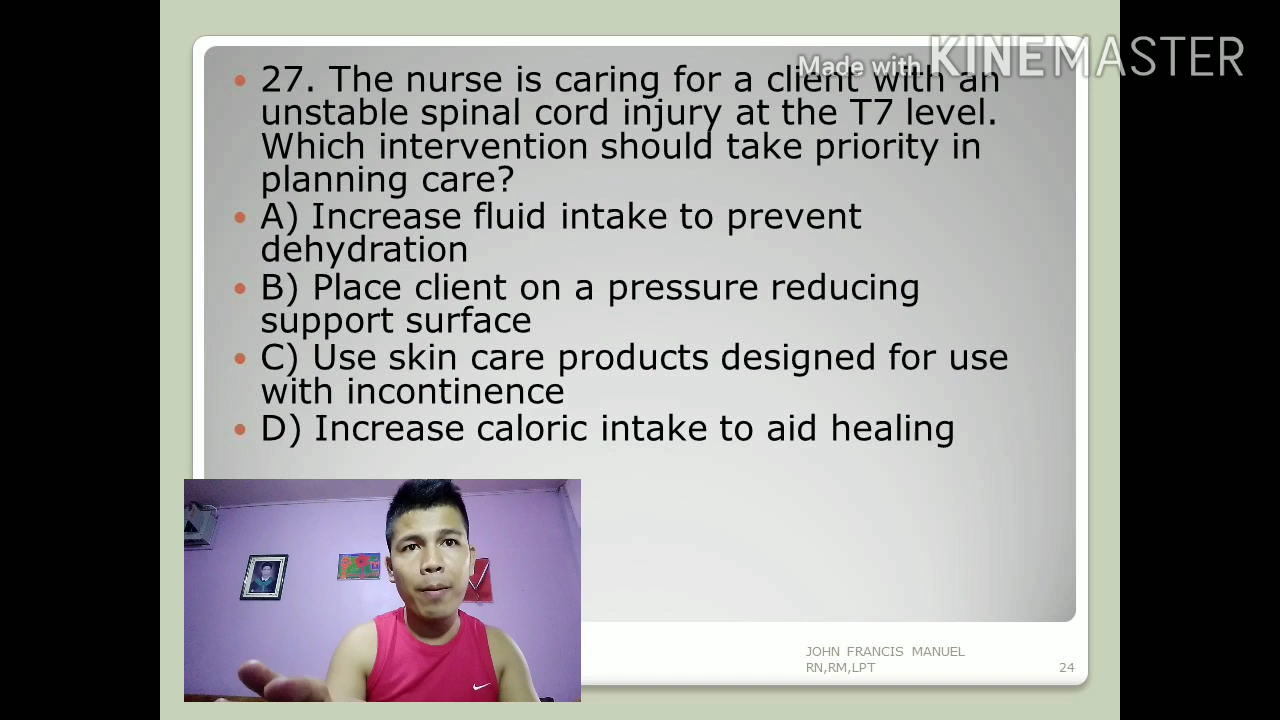 Made with KINEMASTER
27. The nurse is caring for a client with an
unstable spinal cord injury at the T7 level.
Which intervention should take priority in
planning care?
A) Increase fluid intake to prevent
dehydration
B) Place client on a pressure reducing
support surface
C) Use skin care products designed for use
with incontinence
D) Increase caloric intake to aid healing
JOHN FRANCIS MANUEL
RN,RM,LPT
24